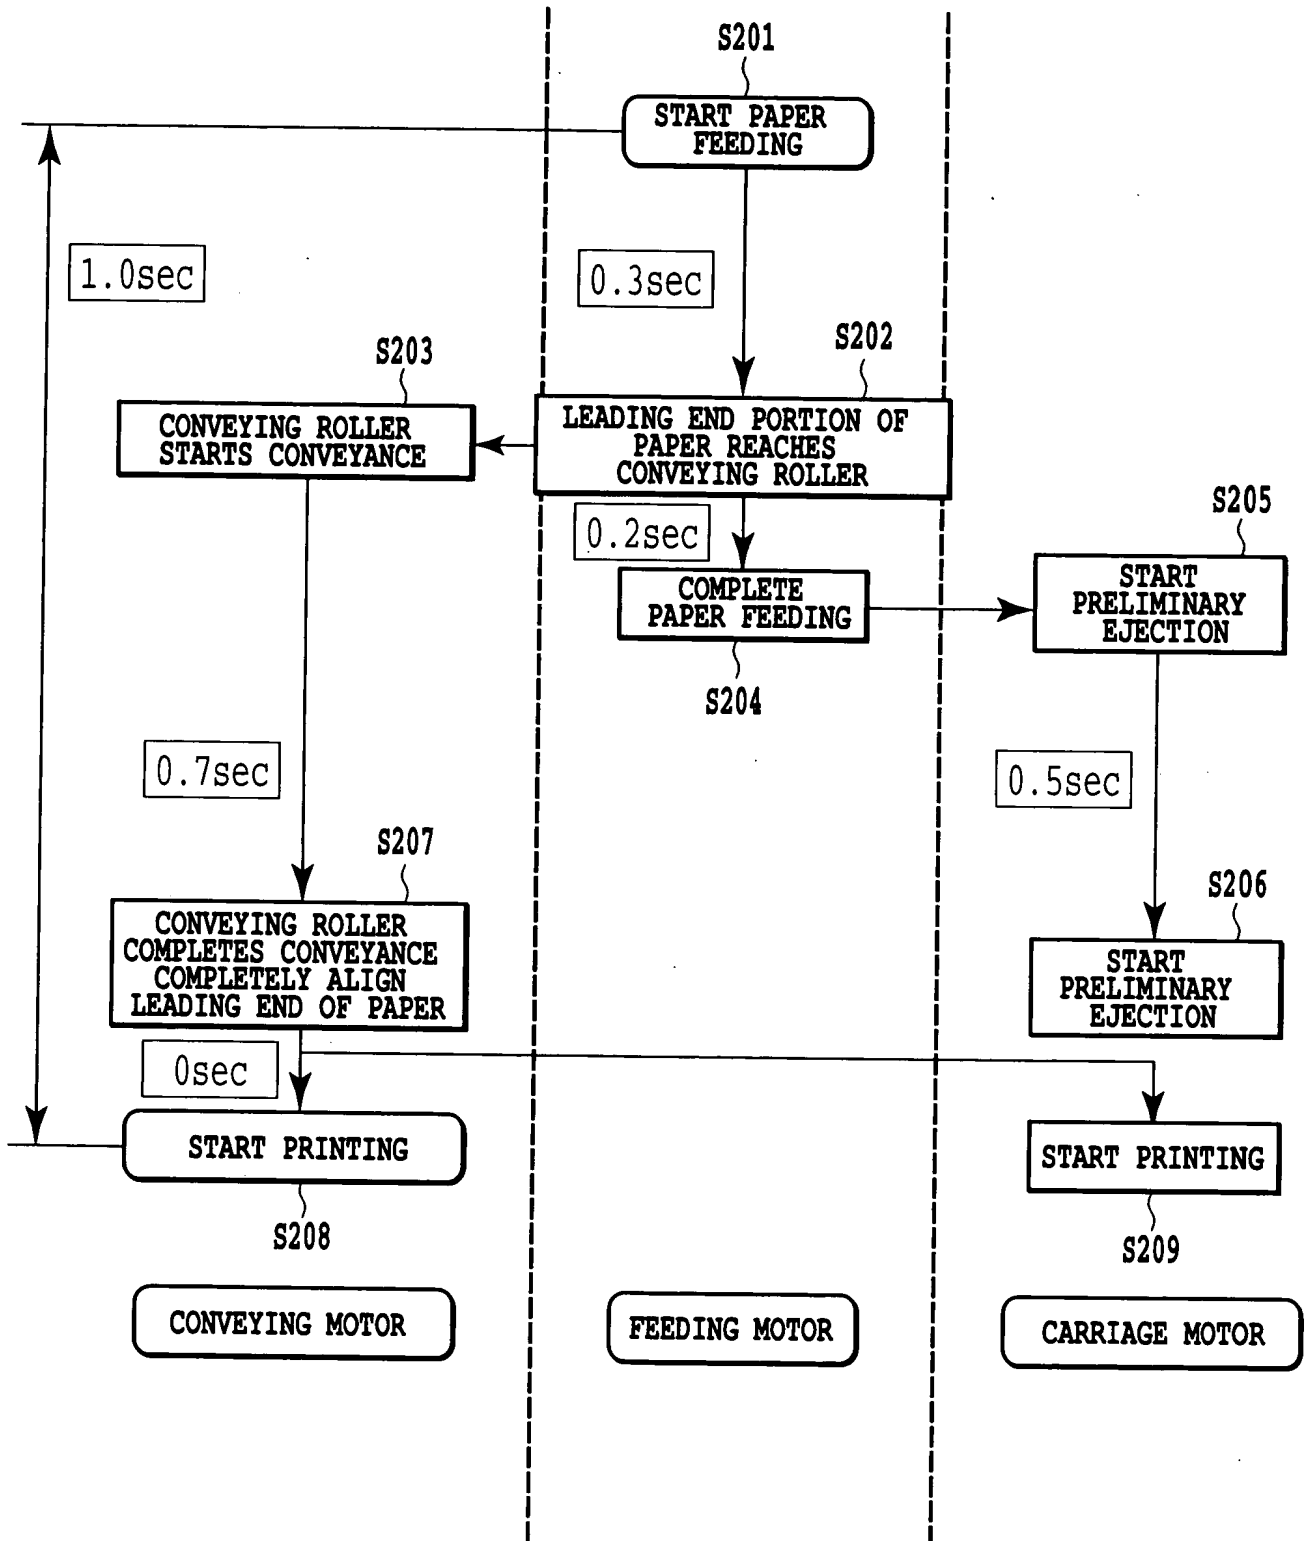 S201
START PAPER
FEEDING
1.0sec
0.3sec
S203
S202
CONVEYING ROLLER
STARTS CONVEYANCE
LEADING END PORTION OF
PAPER REACHES
CONVEYING ROLLER
0.2sec
S205
COMPLETE
PAPER FEEDING
START
PRELIMINARY
EJECTION
S204
0.7sec
0.5sec
S207
S206
CONVEYING ROLLER
COMPLETES CONVEYANCE
COMPLETELY ALIGN
LEADING END OF PAPER
START
PRELIMINARY
EJECTION
0sec
START PRINTING
START PRINTING
S208
S209
CONVEYING MOTOR
FEEDING MOTOR
CARRIAGE MOTOR